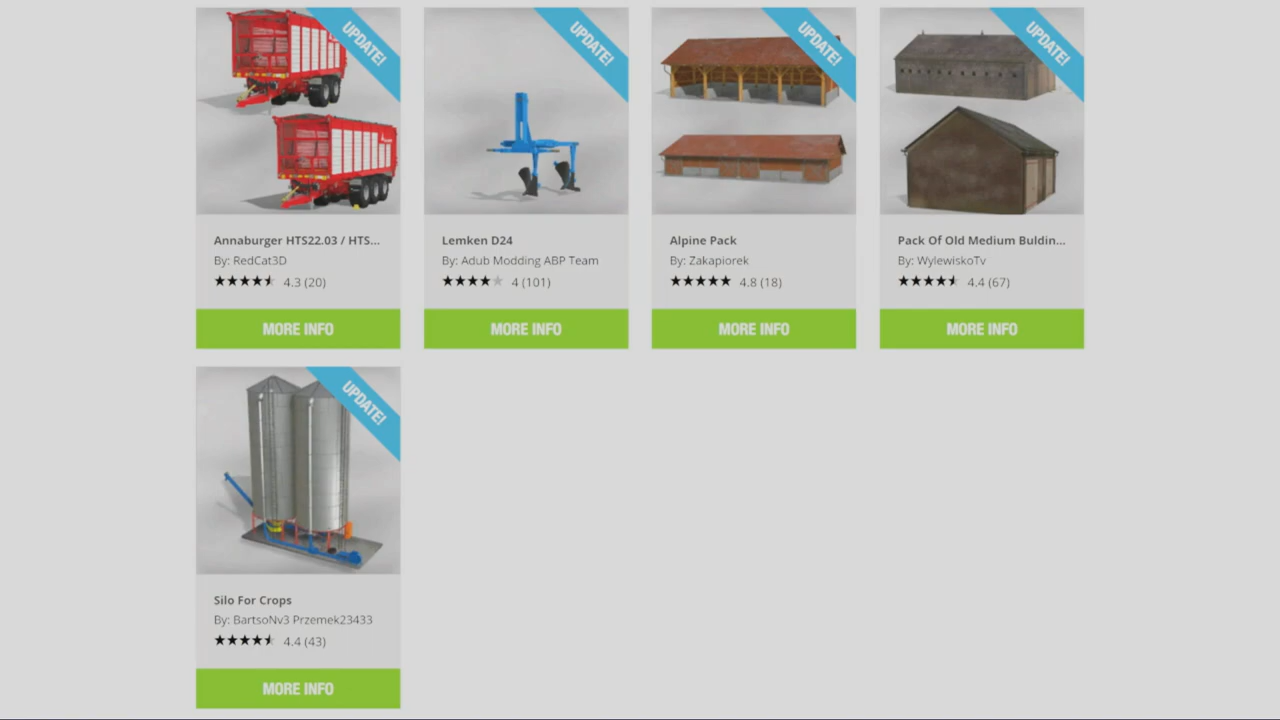 UPDATE!
UPDATE!
UPDATE!
UPDATE!
Annaburger HTS22.03 / HTS...
By: RedCat3D
4.3 (20)
MORE INFO
Lemken D24
By: Adub Modding ABP Team
4 (101)
MORE INFO
Alpine Pack
By: Zakapiorek
4.8 (18)
MORE INFO
Pack Of Old Medium Buldin...
By: WylewiskoTv
4.4 (67)
MORE INFO
UPDATE!
Silo For Crops
By: BartsoNv3 Przemek23433
4.4 (43)
MORE INFO